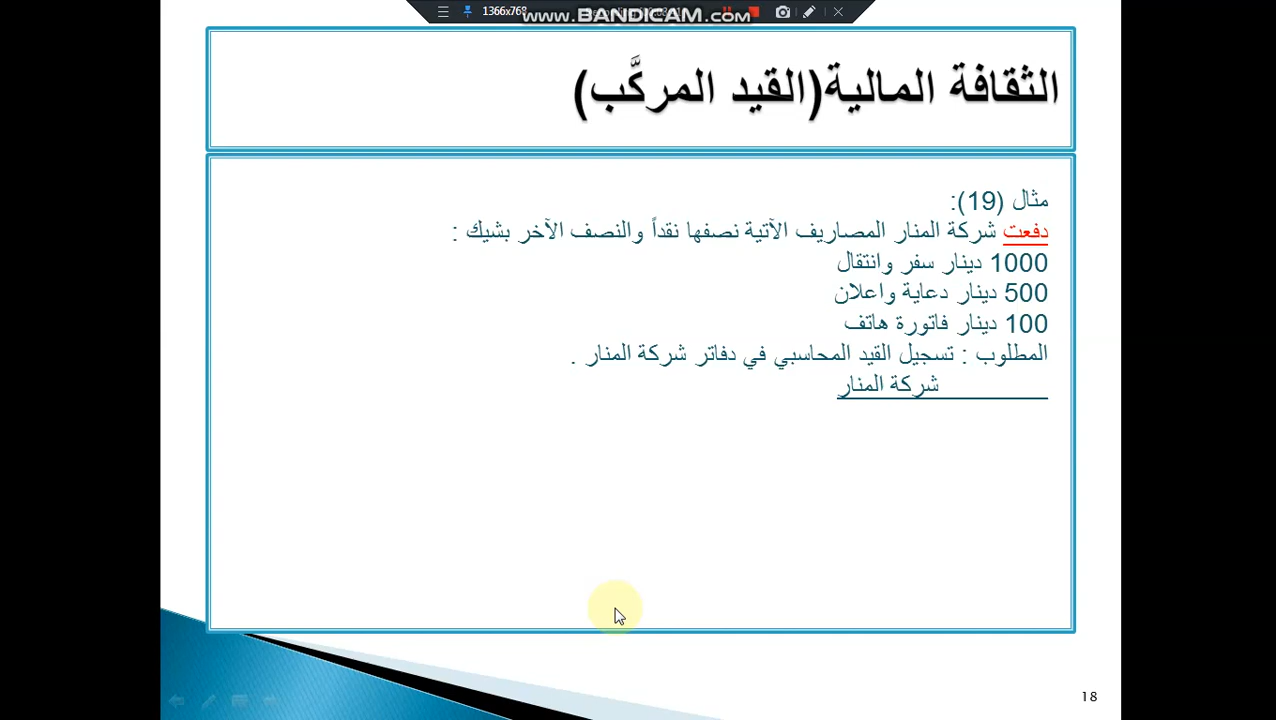 1366x768
www.BANDICAM.com
الثقافة المالية(القيد المركَّب)
مثال (19):
دفعت شركة المنار المصاريف الآتية نصفها نقداً والنصف الآخر بشيك :
1000 دينار سفر وانتقال
500 دينار دعاية واعلان
100 دينار فاتورة هاتف
المطلوب : تسجيل القيد المحاسبي في دفاتر شركة المنار .
شركة المنار
18